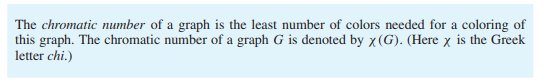 The chromatic number of a graph is the least number of colors needed for a coloring of
this graph. The chromatic number of a graph G is denoted by χ(G). (Here χ is the Greek
letter chi.)